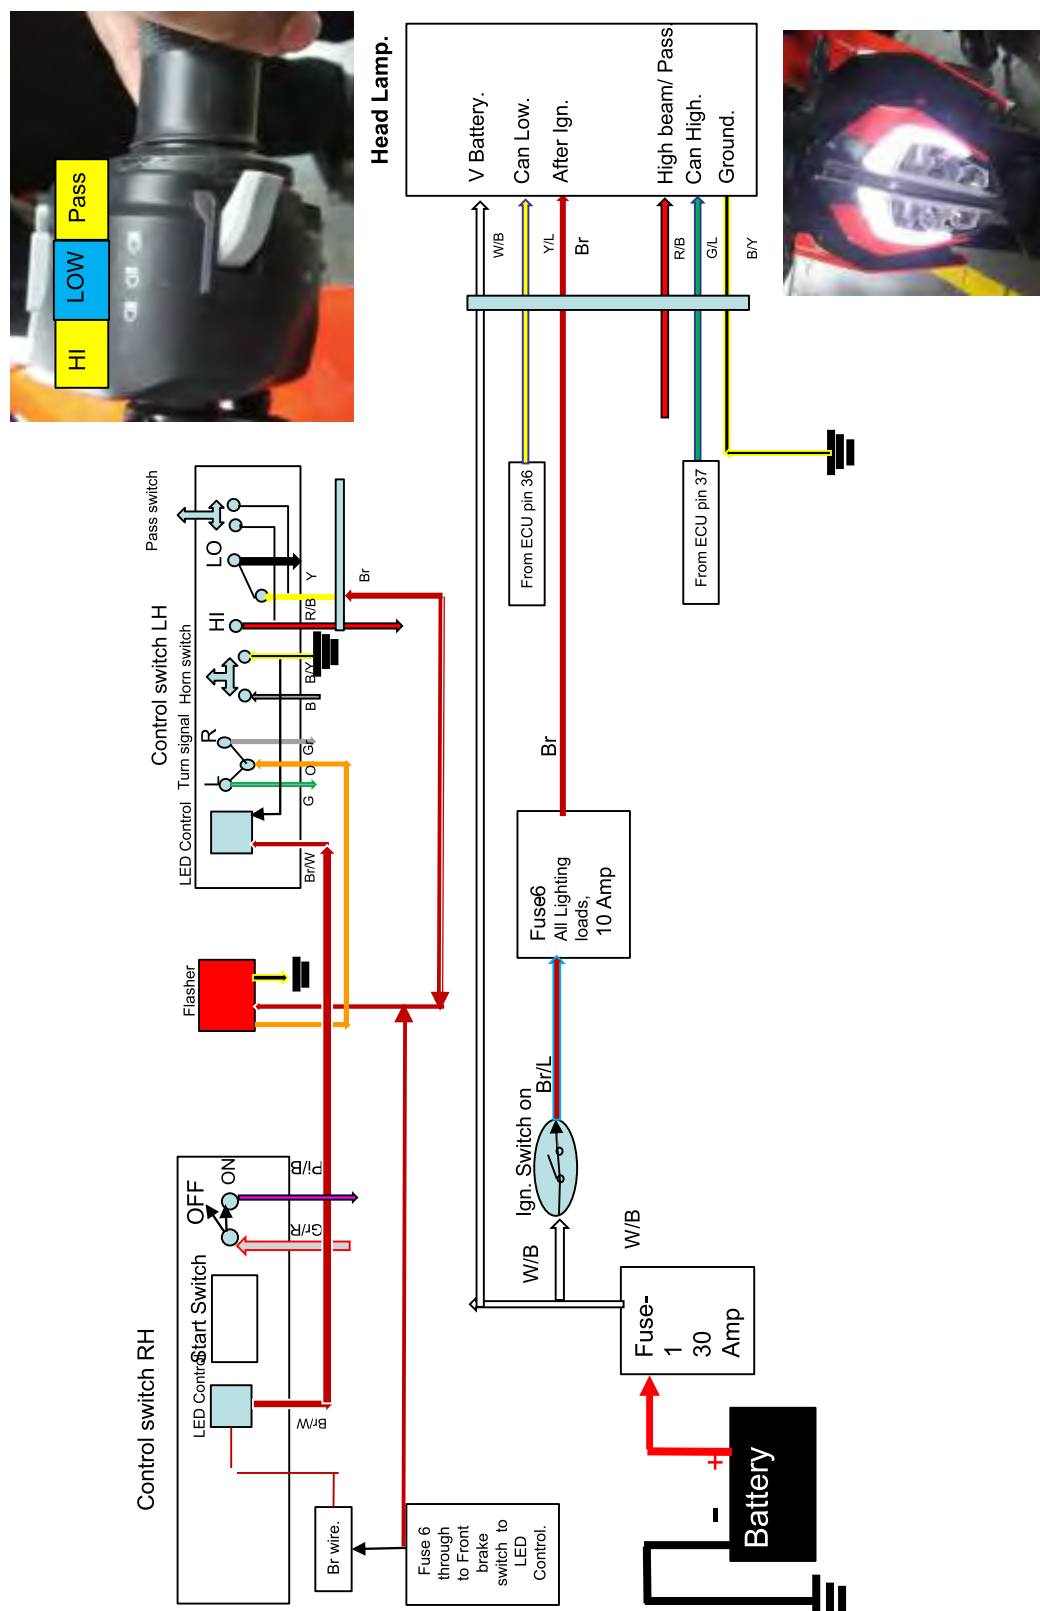 HI
LOW
Pass
Head Lamp.
V Battery.
Can Low.
After Ign.
High beam/ Pass
Can High.
Ground.
W/B
Y/L
Br
R/B
G/L
B/Y
From ECU pin 36
From ECU pin 37
Control switch LH
Pass switch
LO
HI
Horn switch
Turn signal
R
L
LED Control
Y
R/B
B/Y
B
Gr
O
G
Br/W
Br
Flasher
Br
Fuse6
All Lighting
loads,
10 Amp
Br/L
Ign. Switch on
W/B
W/B
Fuse-
1
30
Amp
+
-
Battery
Control switch RH
OFF
ON
Pi/B
Gr/R
Start Switch
LED Control
Br/W
Br wire.
Fuse 6
through
to Front
brake
switch to
LED
Control.